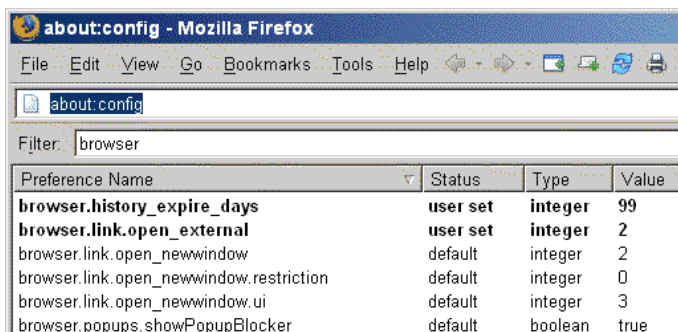 about:config - Mozilla Firefox
File Edit View Go Bookmarks Tools Help
about:config
Filter: browser
Preference Name Status Type Value
browser.history_expire_days user set integer 99
browser.link.open_external user set integer 2
browser.link.open_newwindow default integer 2
browser.link.open_newwindow.restriction default integer 0
browser.link.open_newwindow.ui default integer 3
browser.popups.showPopupBlocker default boolean true